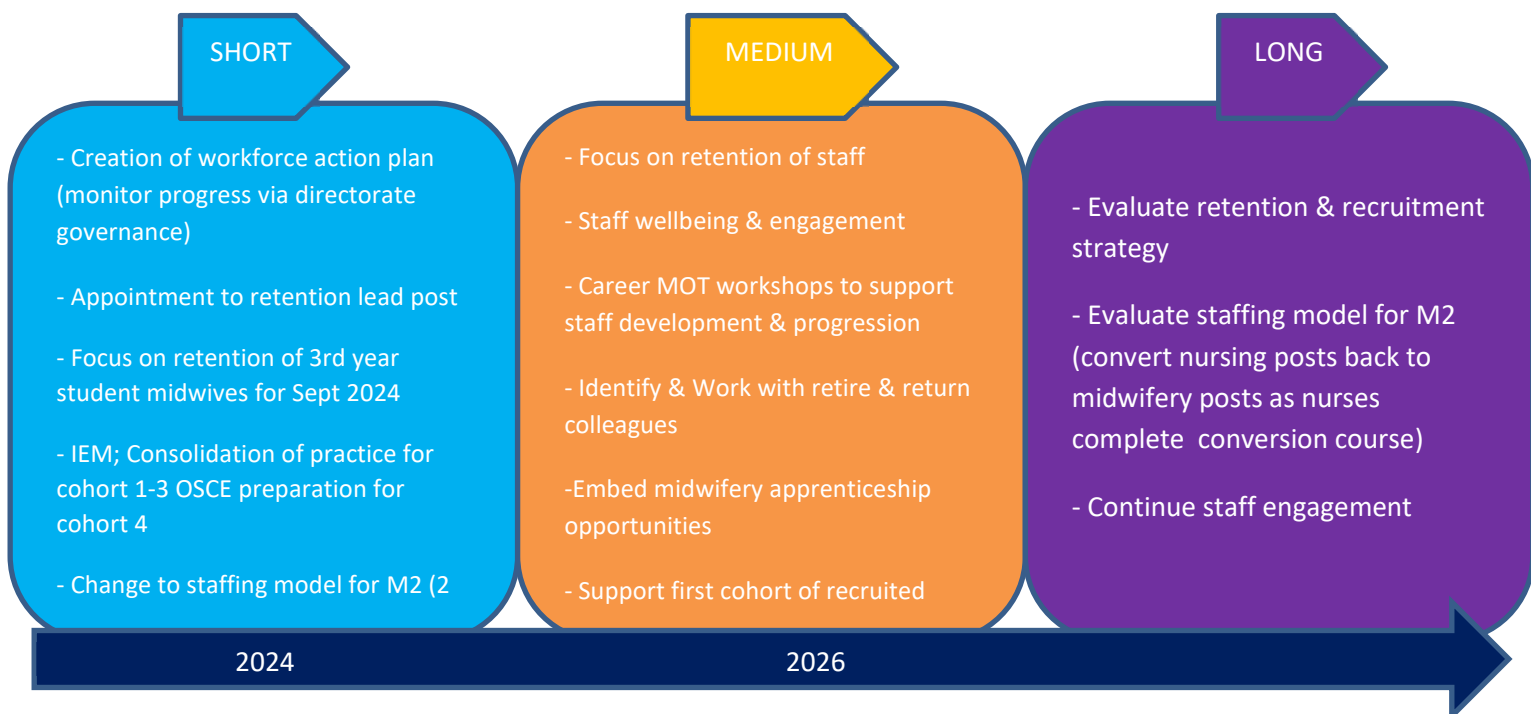 SHORT
- Creation of workforce action plan
(monitor progress via directorate
governance)
- Appointment to retention lead post
- Focus on retention of 3rd year
student midwives for Sept 2024
- IEM; Consolidation of practice for
cohort 1-3 OSCE preparation for
cohort 4
- Change to staffing model for M2 (2
MEDIUM
- Focus on retention of staff
- Staff wellbeing & engagement
- Career MOT workshops to support
staff development & progression
- Identify & Work with retire & return
colleagues
-Embed midwifery apprenticeship
opportunities
- Support first cohort of recruited
LONG
- Evaluate retention & recruitment
strategy
- Evaluate staffing model for M2
(convert nursing posts back to
midwifery posts as nurses
complete  conversion course)
- Continue staff engagement
2024
2026